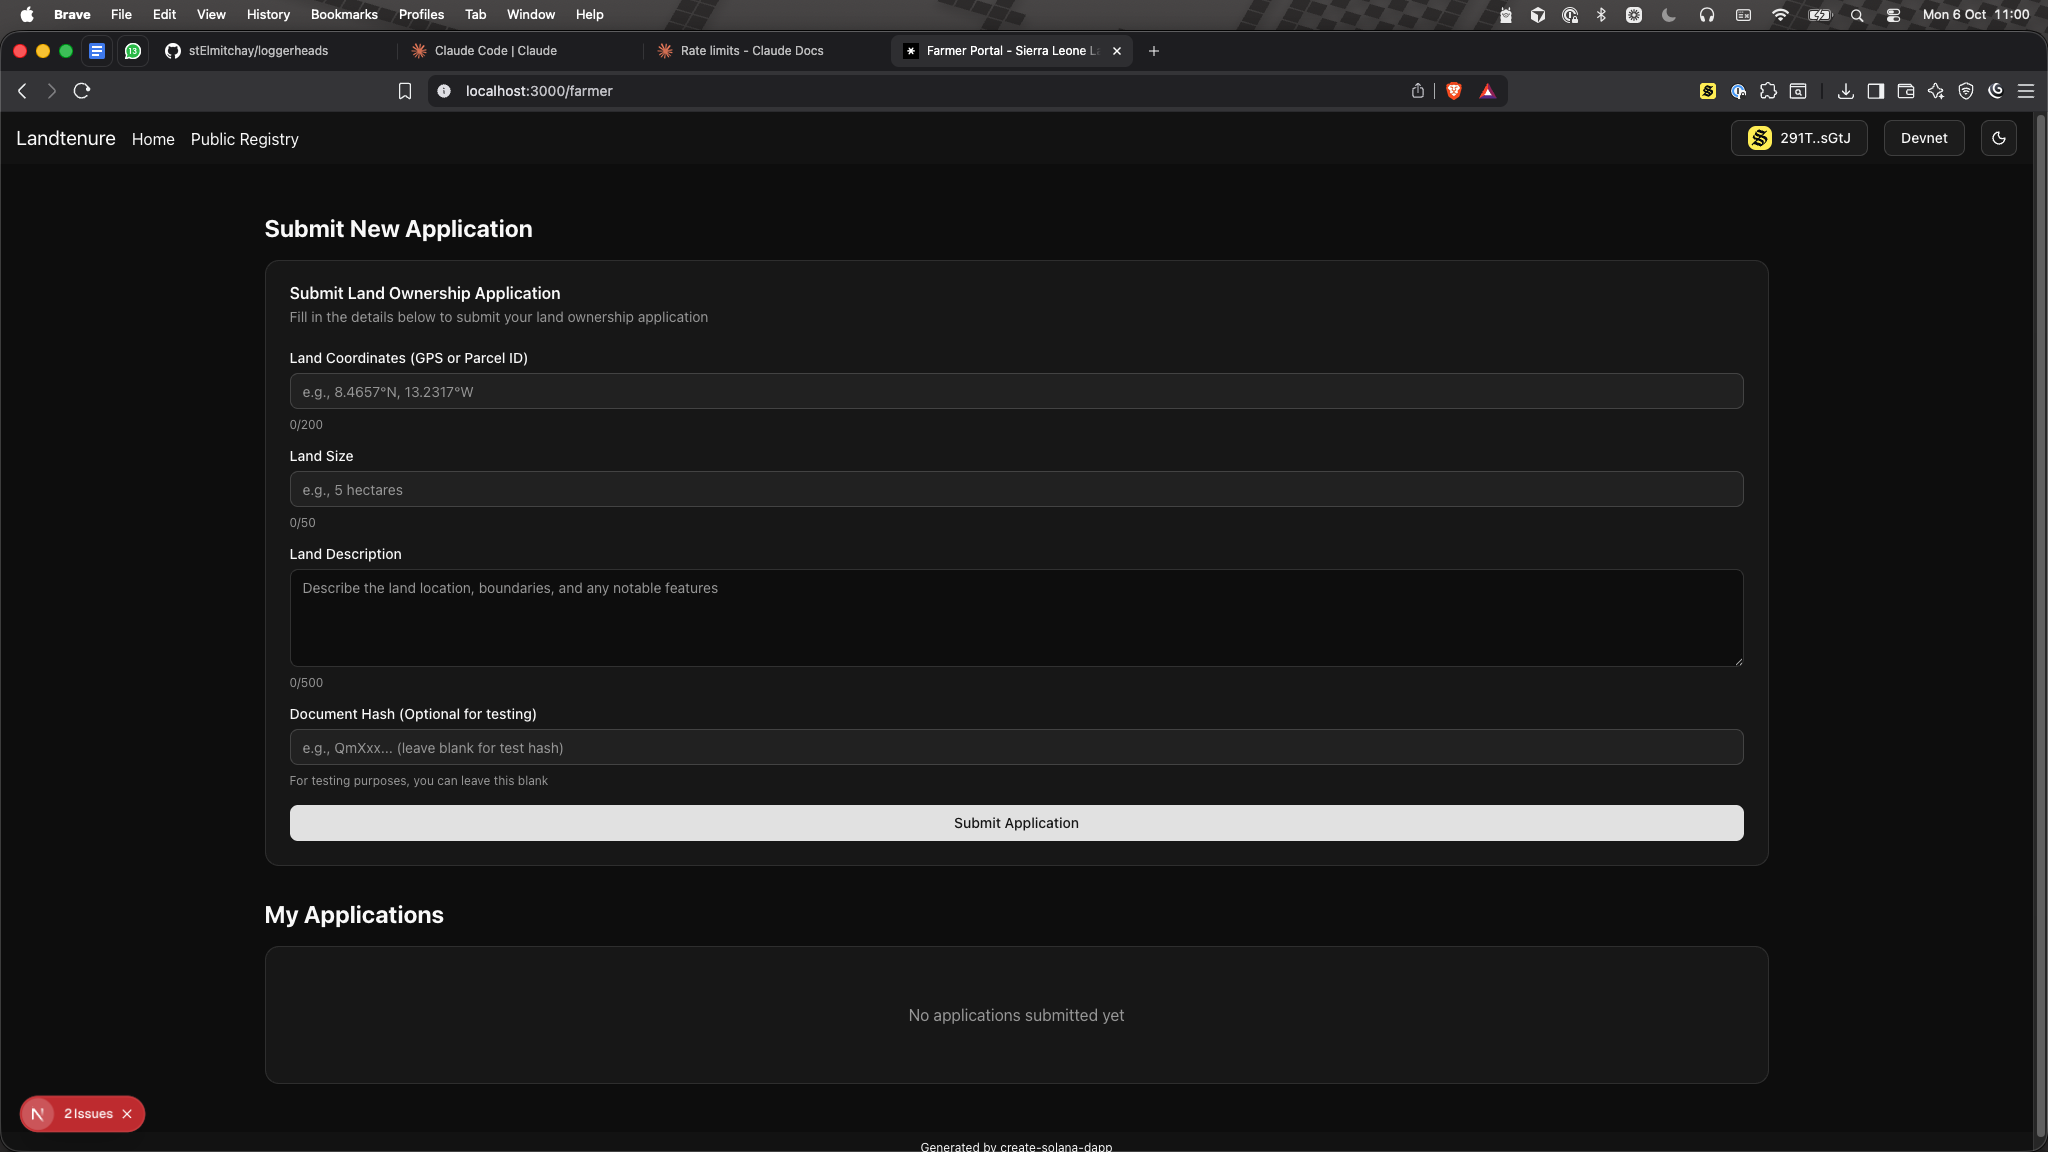 Brave File Edit View History Bookmarks Profiles Tab Window Help Mon 6 Oct 11:00
13 stElmitchay/loggerheads Claude Code | Claude Rate limits - Claude Docs Farmer Portal - Sierra Leone L
localhost:3000/farmer
Landtenure Home Public Registry 291T..sGtJ Devnet
Submit New Application
Submit Land Ownership Application
Fill in the details below to submit your land ownership application
Land Coordinates (GPS or Parcel ID)
e.g., 8.4657°N, 13.2317°W
0/200
Land Size
e.g., 5 hectares
0/50
Land Description
Describe the land location, boundaries, and any notable features
0/500
Document Hash (Optional for testing)
e.g., QmXxx... (leave blank for test hash)
For testing purposes, you can leave this blank
Submit Application
My Applications
No applications submitted yet
N 2 Issues
Generated by create-solana-dapp